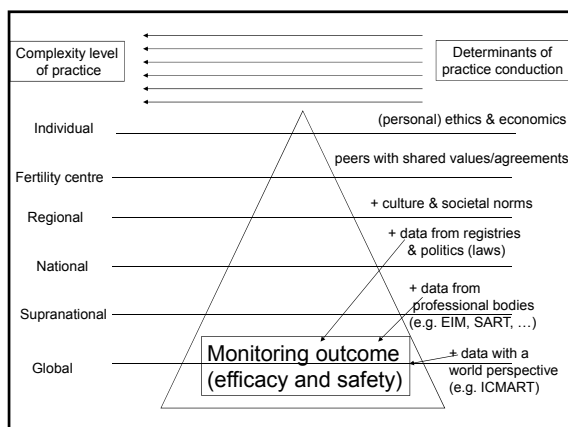 Complexity level
of practice
Determinants of
practice conduction
Individual
(personal) ethics & economics
peers with shared values/agreements
Fertility centre
+ culture & societal norms
Regional
+ data from registries
& politics (laws)
National
+ data from
professional bodies
(e.g. EIM, SART, …)
Supranational
Monitoring outcome
(efficacy and safety)
+ data with a
world perspective
(e.g. ICMART)
Global